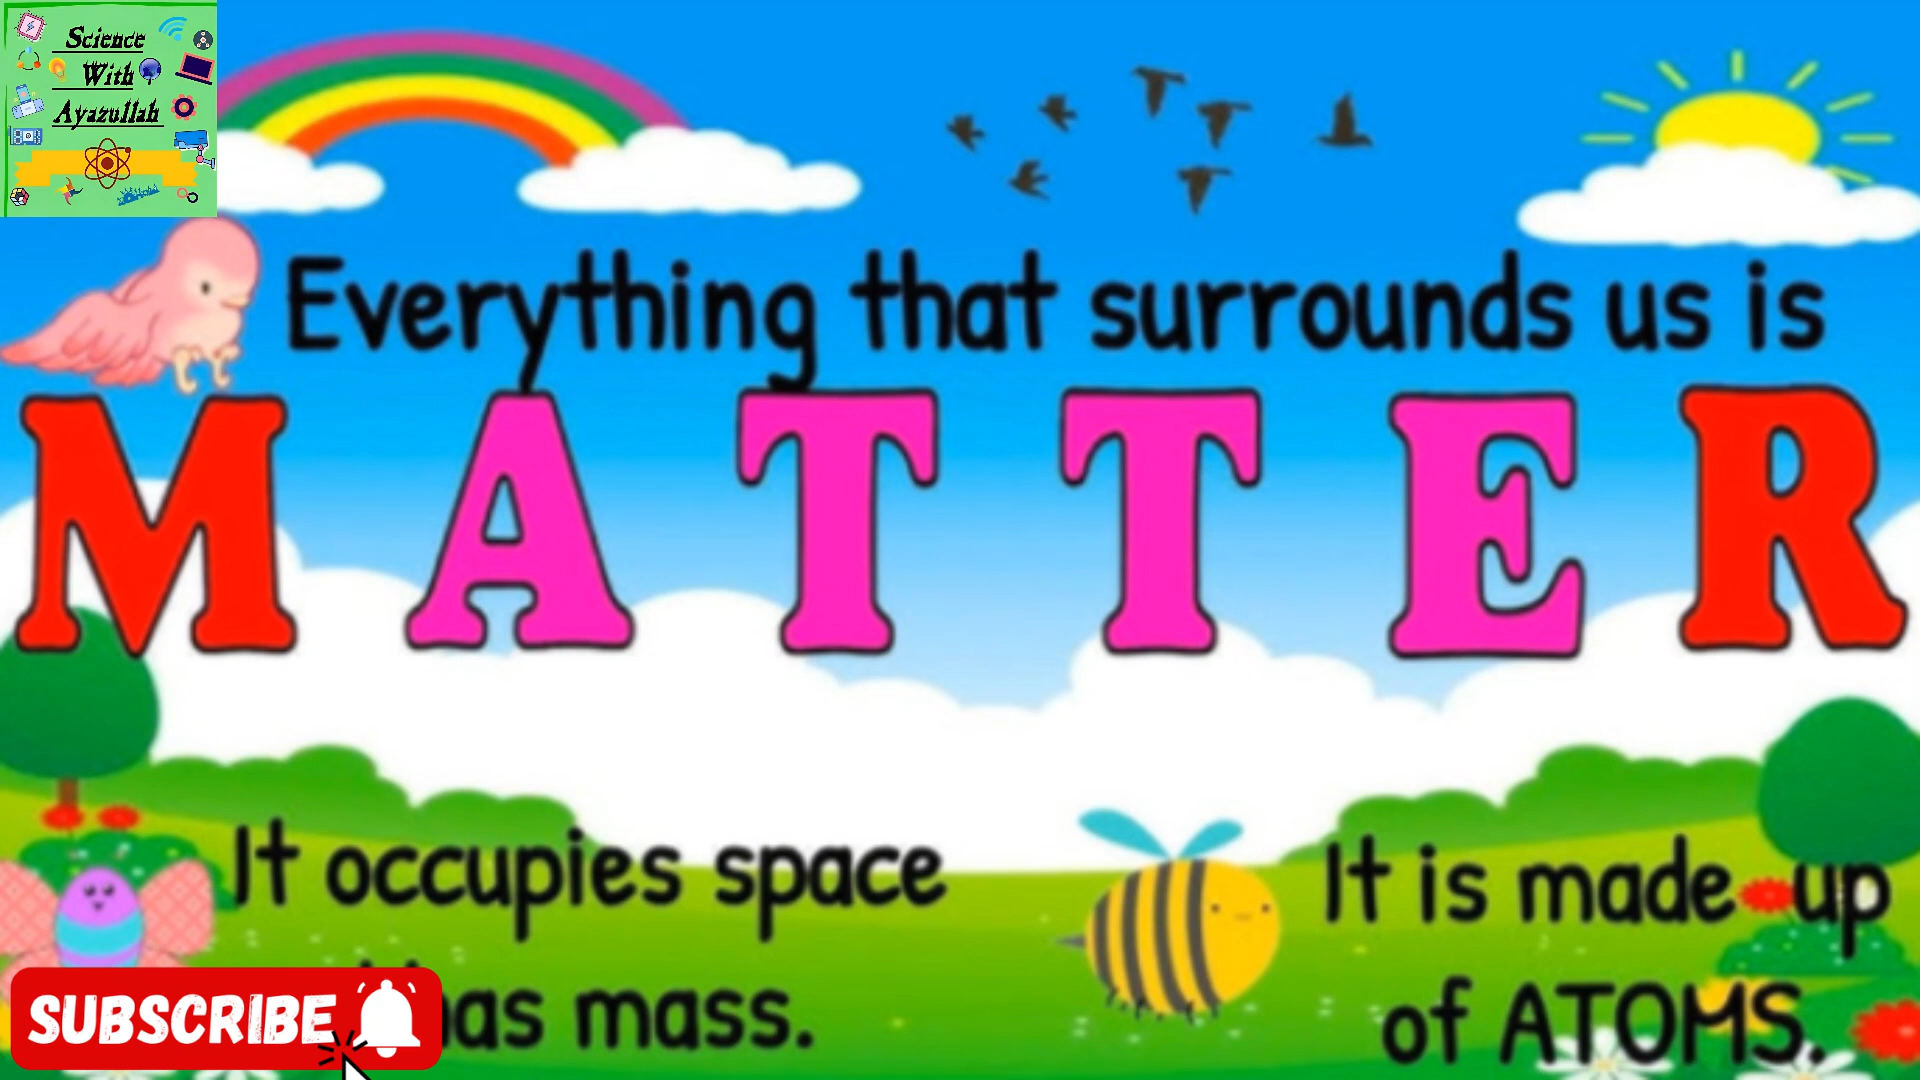 Science
With
Ayazullah
Everything that surrounds us is
MATTER
It occupies space
has mass.
It is made up
of ATOMS.
SUBSCRIBE